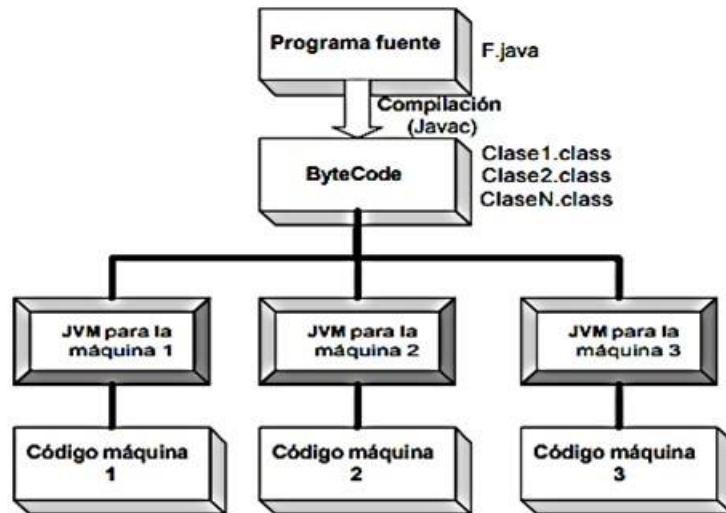 Programa fuente
F.java
Compilación
(Javac)
ByteCode
Clase1.class
Clase2.class
ClaseN.class
JVM para la
máquina 1
JVM para la
máquina 2
JVM para la
máquina 3
Código máquina
1
Código máquina
2
Código máquina
3